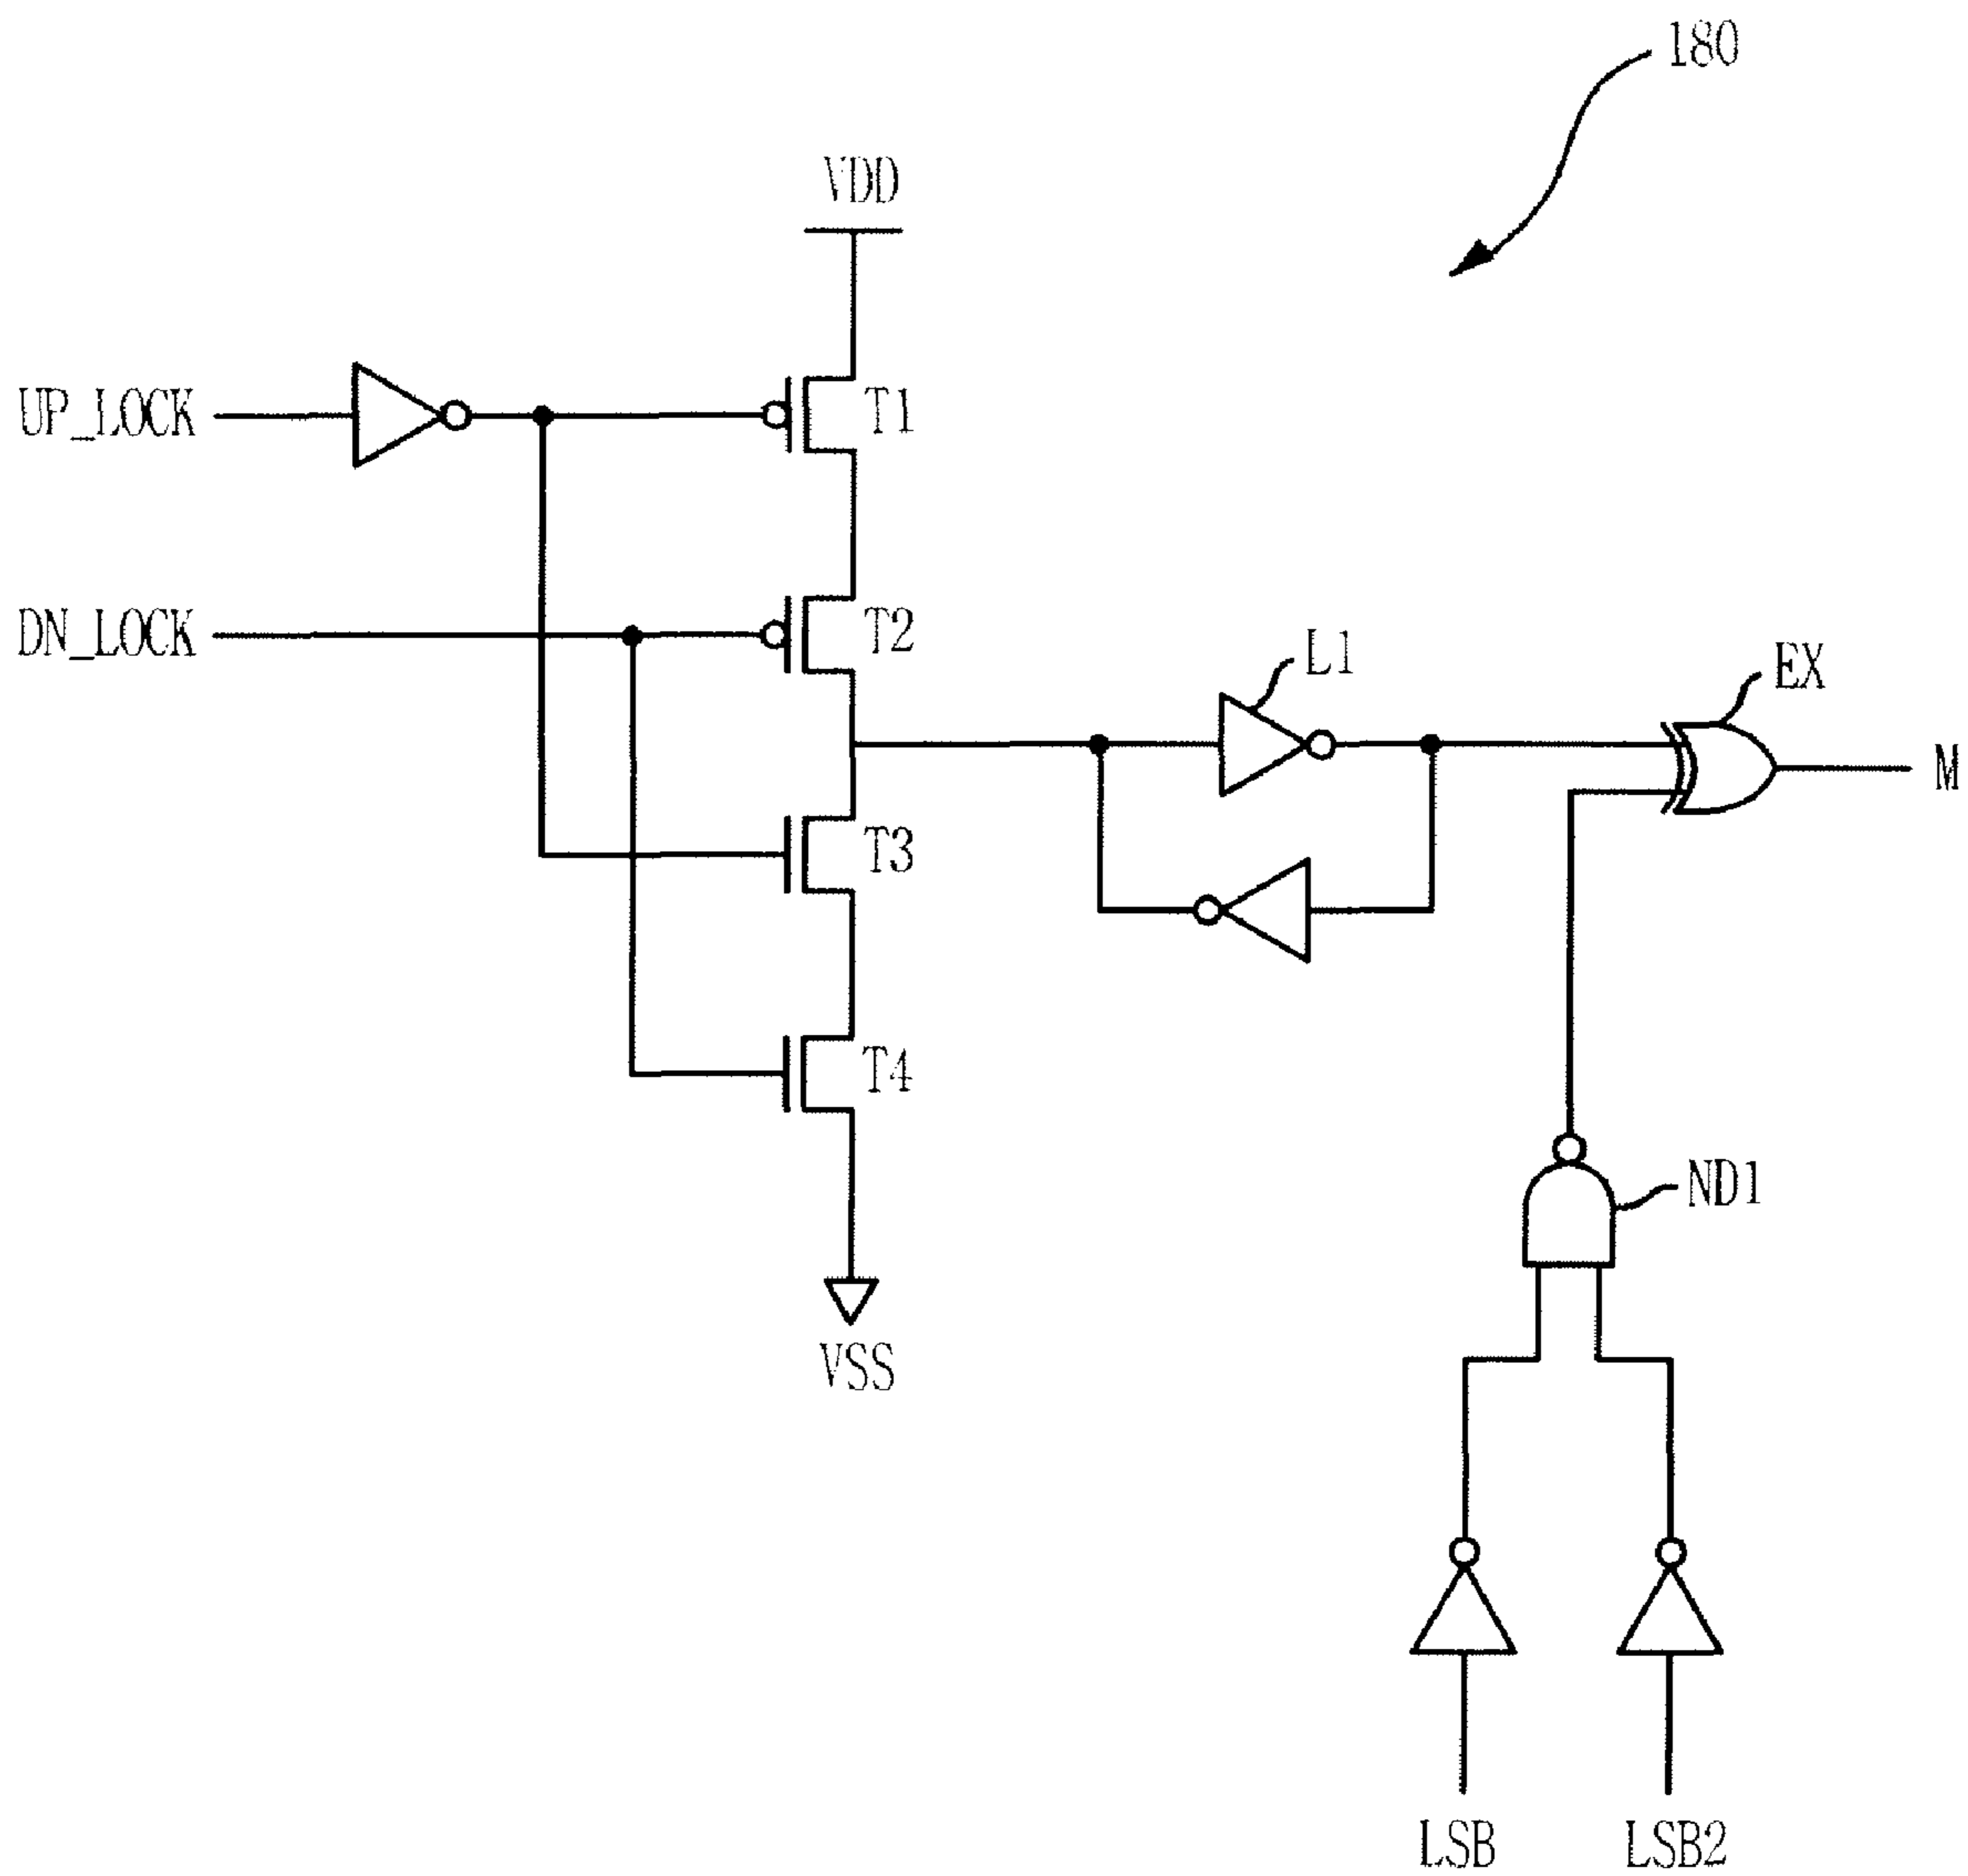 180
VDD
UP_LOCK
T1
DN_LOCK
T2
L1
EX
M
T3
T4
ND1
VSS
LSB
LSB2